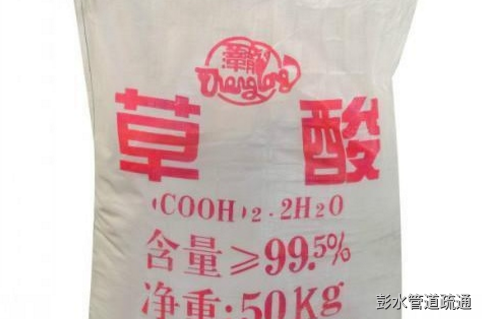 草酸
(COOH)2·2H2O
含量≥99.5%
净重:50Kg
彭水管道疏通